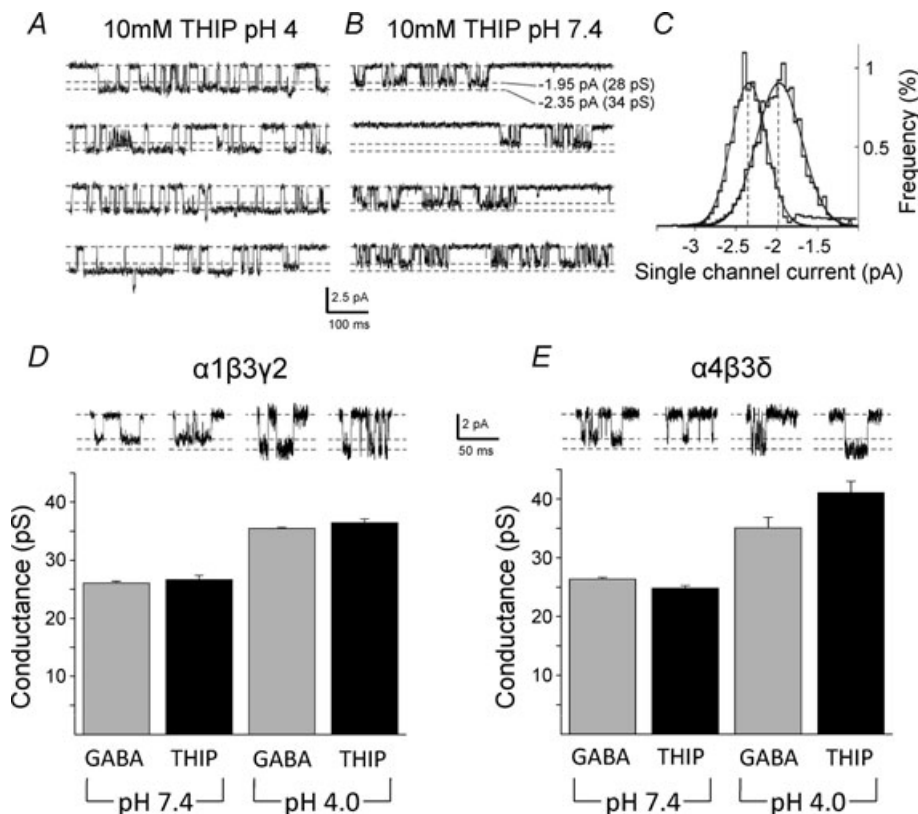 A
10mM THIP pH 4
B
10mM THIP pH 7.4
C
-1.95 pA (28 pS)
-2.35 pA (34 pS)
1
0.5
Frequency (%)
-3 -2.5 -2 -1.5
Single channel current (pA)
2.5 pA
100 ms
D
α1β3γ2
E
α4β3δ
2 pA
50 ms
Conductance (pS)
40
30
20
10
GABA THIP GABA THIP
pH 7.4 pH 4.0
Conductance (pS)
40
30
20
10
GABA THIP GABA THIP
pH 7.4 pH 4.0